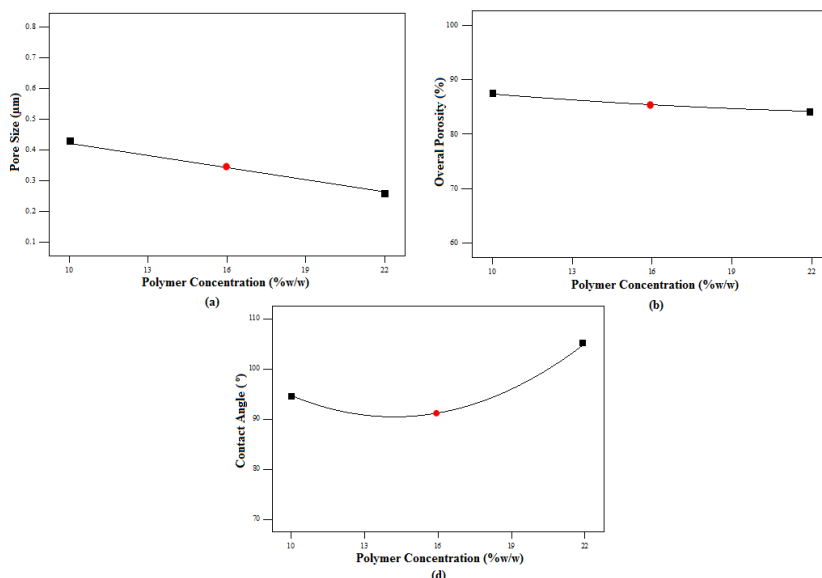 0.8
0.7
0.6
0.5
0.4
0.3
0.2
0.1
Pore Size (µm)
10 13 16 19 22
Polymer Concentration (%w/w)
(a)
100
90
80
70
60
Overal Porosity (%)
10 13 16 19 22
Polymer Concentration (%w/w)
(b)
110
100
90
80
70
Contact Angle (°)
10 13 16 19 22
Polymer Concentration (%w/w)
(d)